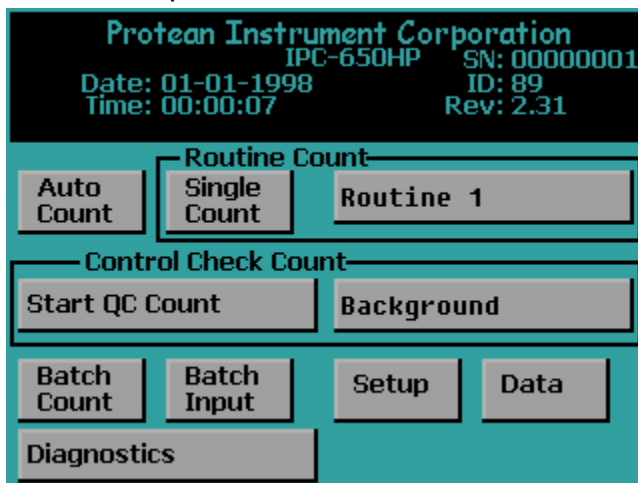 Protean Instrument Corporation
IPC-650HP SN: 00000001
Date: 01-01-1998 ID: 89
Time: 00:00:07 Rev: 2.31
Routine Count
Auto Count
Single Count
Routine 1
Control Check Count
Start QC Count
Background
Batch Count
Batch Input
Setup
Data
Diagnostics